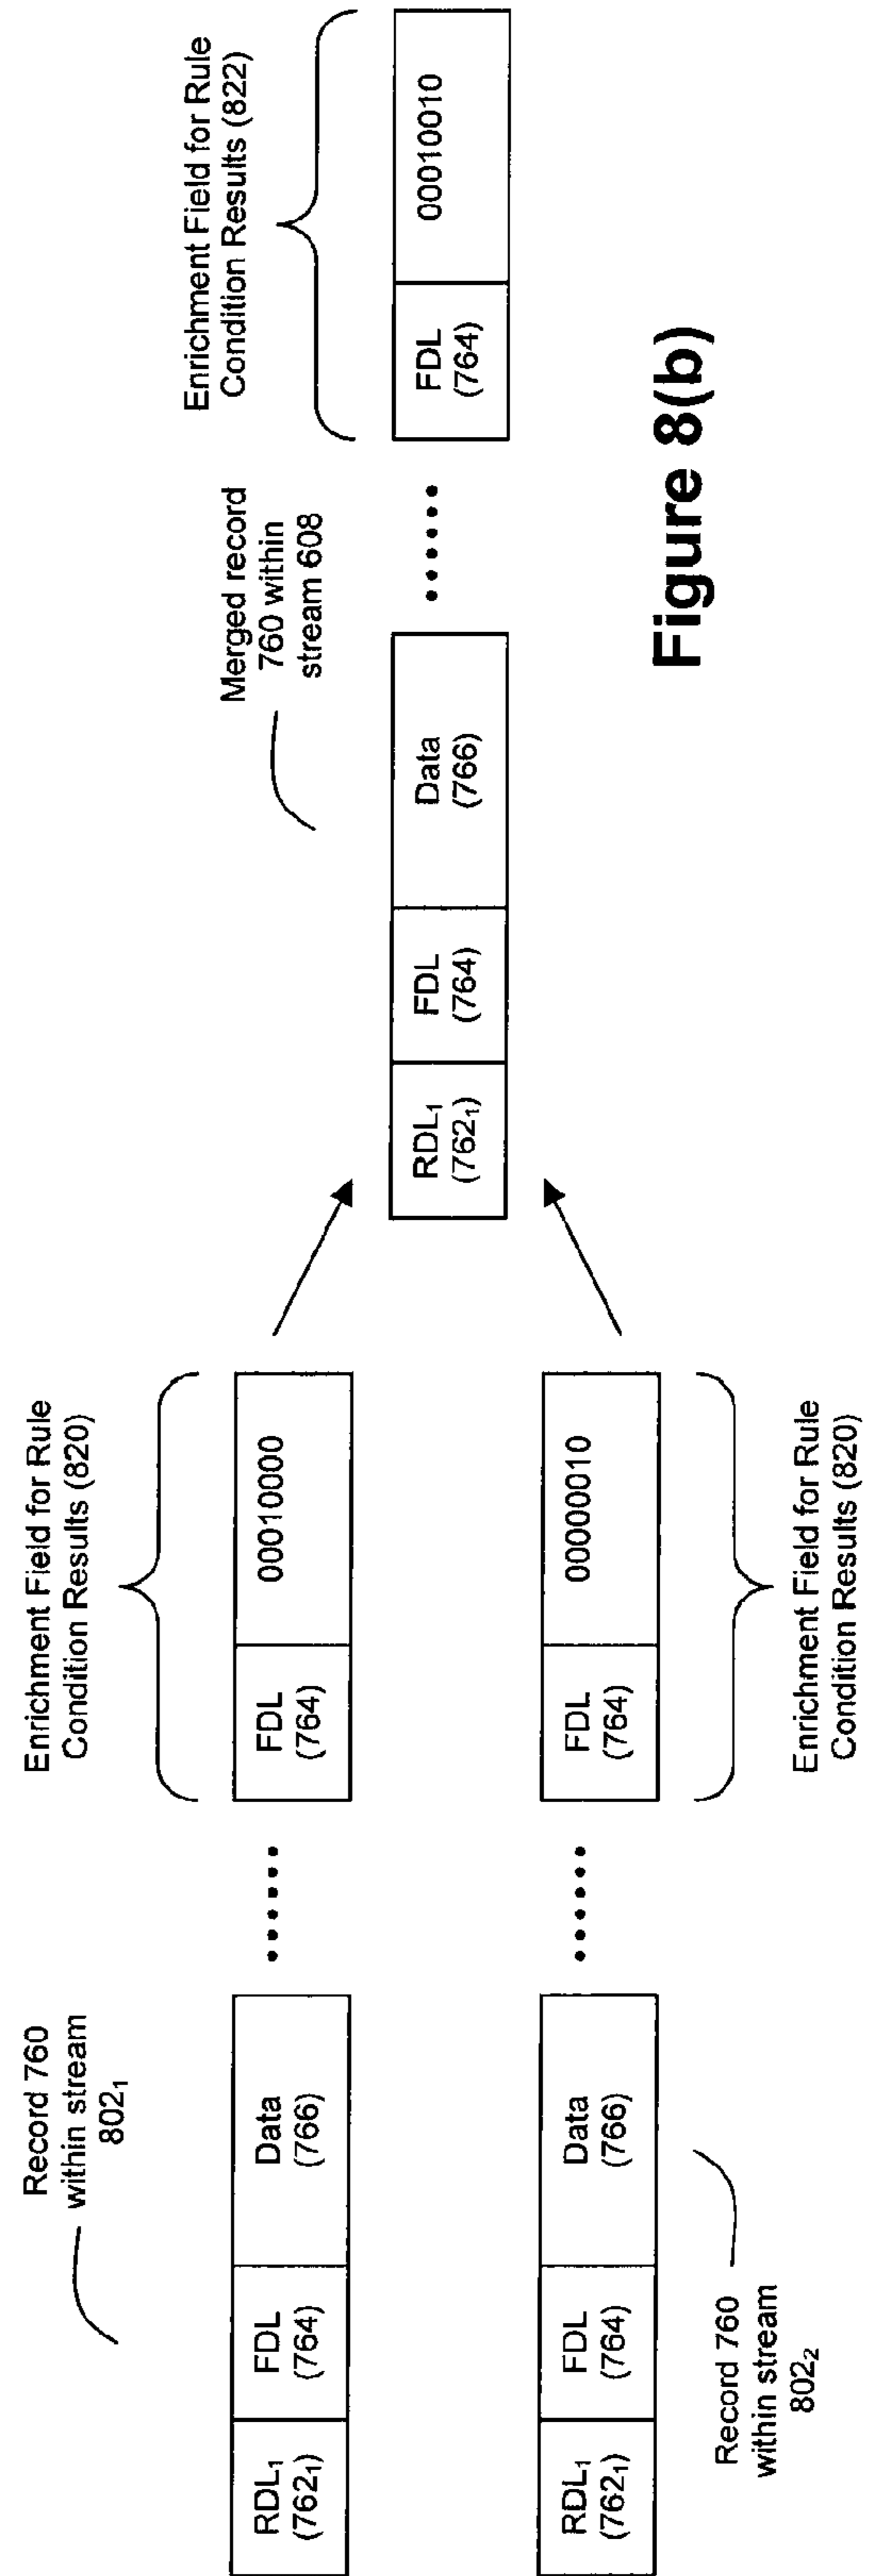 Record 760
within stream
802₁
Enrichment Field for Rule
Condition Results (820)
RDL₁
(762₁)
FDL
(764)
Data
(766)
......
FDL
(764)
00010000
RDL₁
(762₁)
FDL
(764)
Data
(766)
......
FDL
(764)
00000010
Record 760
within stream
802₂
Enrichment Field for Rule
Condition Results (820)
Merged record
760 within
stream 608
Enrichment Field for Rule
Condition Results (822)
RDL₁
(762₁)
FDL
(764)
Data
(766)
......
FDL
(764)
00010010
Figure 8(b)